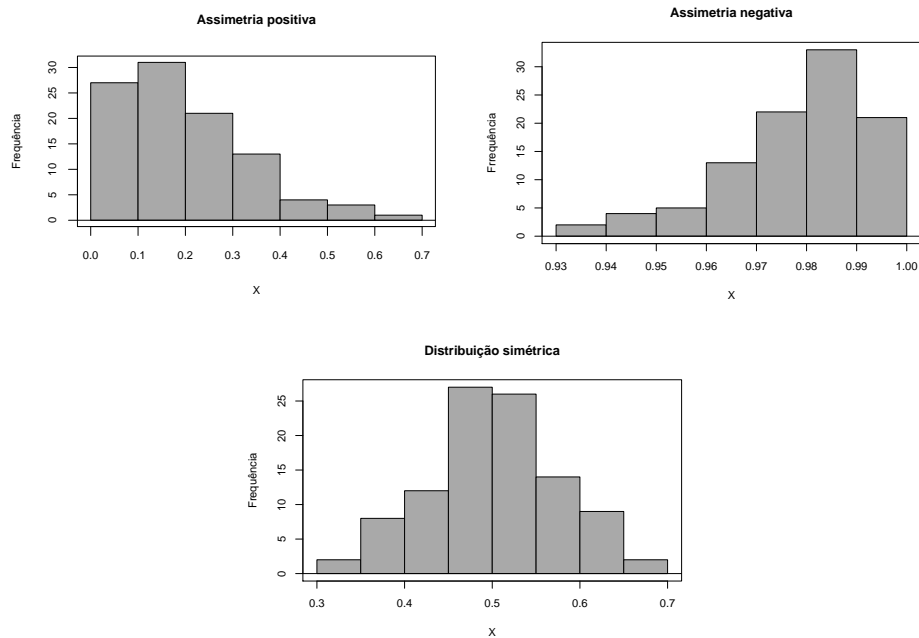 Assimetria positiva
Frequência
0 5 10 15 20 25 30
0.0 0.1 0.2 0.3 0.4 0.5 0.6 0.7
X
Assimetria negativa
Frrequência
0 5 10 15 20 25 30
0.93 0.94 0.95 0.96 0.97 0.98 0.99 1.00
X
Distribuição simétrica
Frequência
0 5 10 15 20 25
0.3 0.4 0.5 0.6 0.7
X